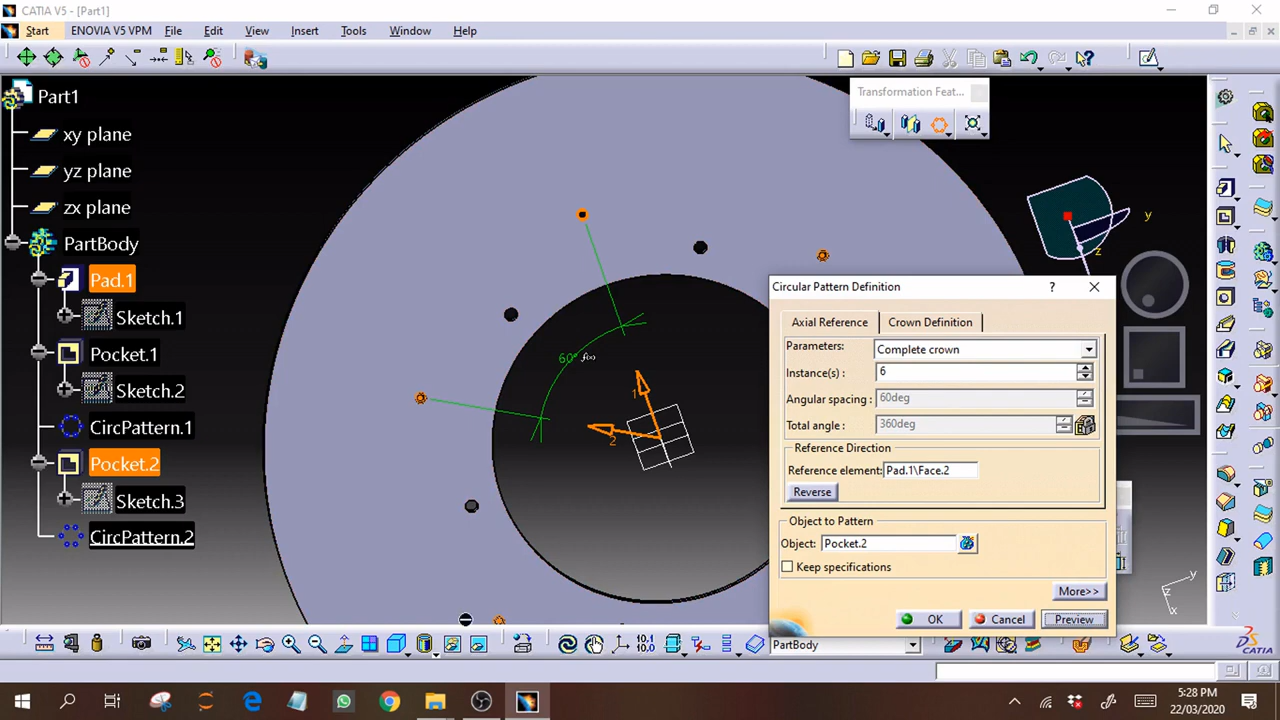 CATIA V5 - [Part1]
Start ENOVIA V5 VPM File Edit View Insert Tools Window Help
Transformation Feat...
Part1
xy plane
yz plane
zx plane
PartBody
Pad.1
Sketch.1
Pocket.1
Sketch.2
CircPattern.1
Pocket.2
Sketch.3
CircPattern.2
60°
f(x)
1
2
y
z
Circular Pattern Definition
?
Axial Reference Crown Definition
Parameters: Complete crown
Instance(s) : 6
Angular spacing : 60deg
Total angle : 360deg
Reference Direction
Reference element: Pad.1\Face.2
Reverse
Object to Pattern
Object: Pocket.2
Keep specifications
More>>
OK Cancel Preview
y
z
x
10.1
PartBody
CATIA
5:28 PM
22/03/2020